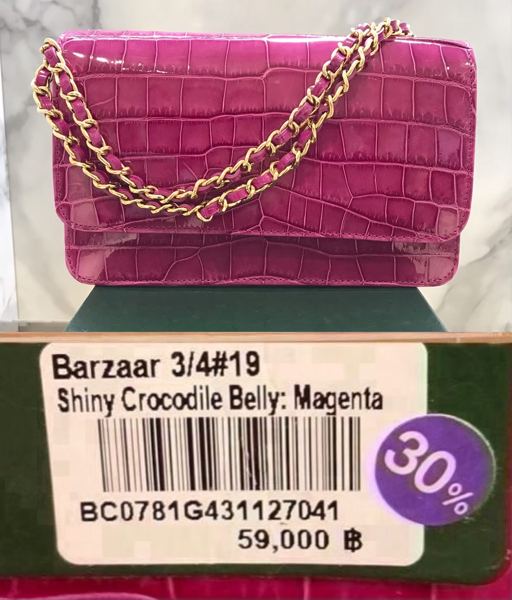 Barzaar 3/4#19
Shiny Crocodile Belly: Magenta
BC0781G431127041
59,000 ฿
30%